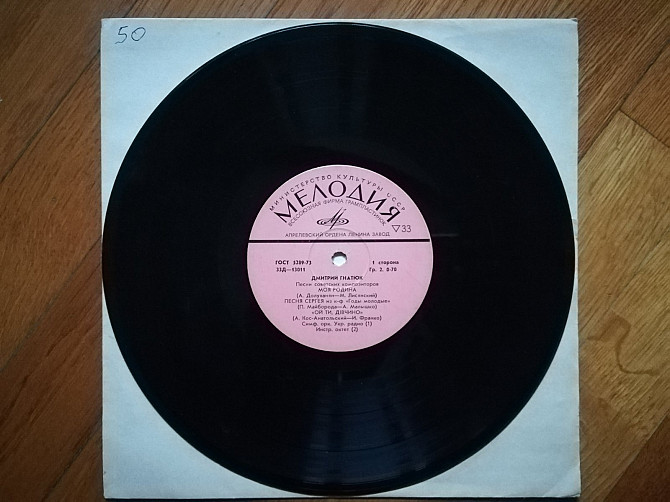 50
МИНИСТЕРСТВО КУЛЬТУРЫ СССР
МЕЛОДИЯ
ВСЕСОЮЗНАЯ ФИРМА ГРАМПЛАСТИНОК
АПРЕЛЕВСКИЙ ОРДЕНА ЛЕНИНА ЗАВОД
33
ГОСТ 5289-73 1 сторона
33Д—13011 Гр. 2. 0-70
ДМИТРИЙ ГНАТЮК
Песни советских композиторов
МОЯ РОДИНА
(А. Долуханян—М. Лисянский)
ПЕСНЯ СЕРГЕЯ из к-ф «Годы молодые»
(П. Майборода—А. Малышко)
«ОЙ ТИ, ДІВЧИНО»
(А. Кос-Анатольский—И. Франко)
Симф. орк. Укр. радио (1)
Инстр. октет (2)